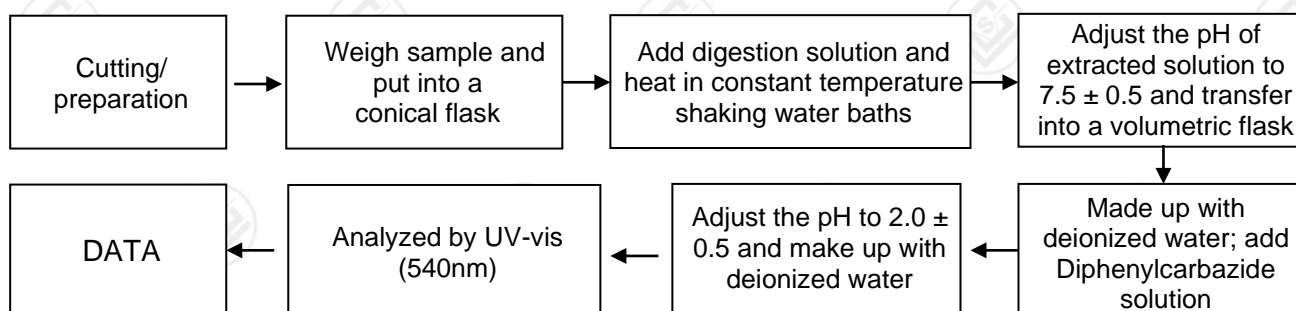 Cutting/
preparation
Weigh sample and
put into a
conical flask
Add digestion solution and
heat in constant temperature
shaking water baths
Adjust the pH of
extracted solution to
7.5 ± 0.5 and transfer
into a volumetric flask
Made up with
deionized water; add
Diphenylcarbazide
solution
Adjust the pH to 2.0 ±
0.5 and make up with
deionized water
Analyzed by UV-vis
(540nm)
DATA